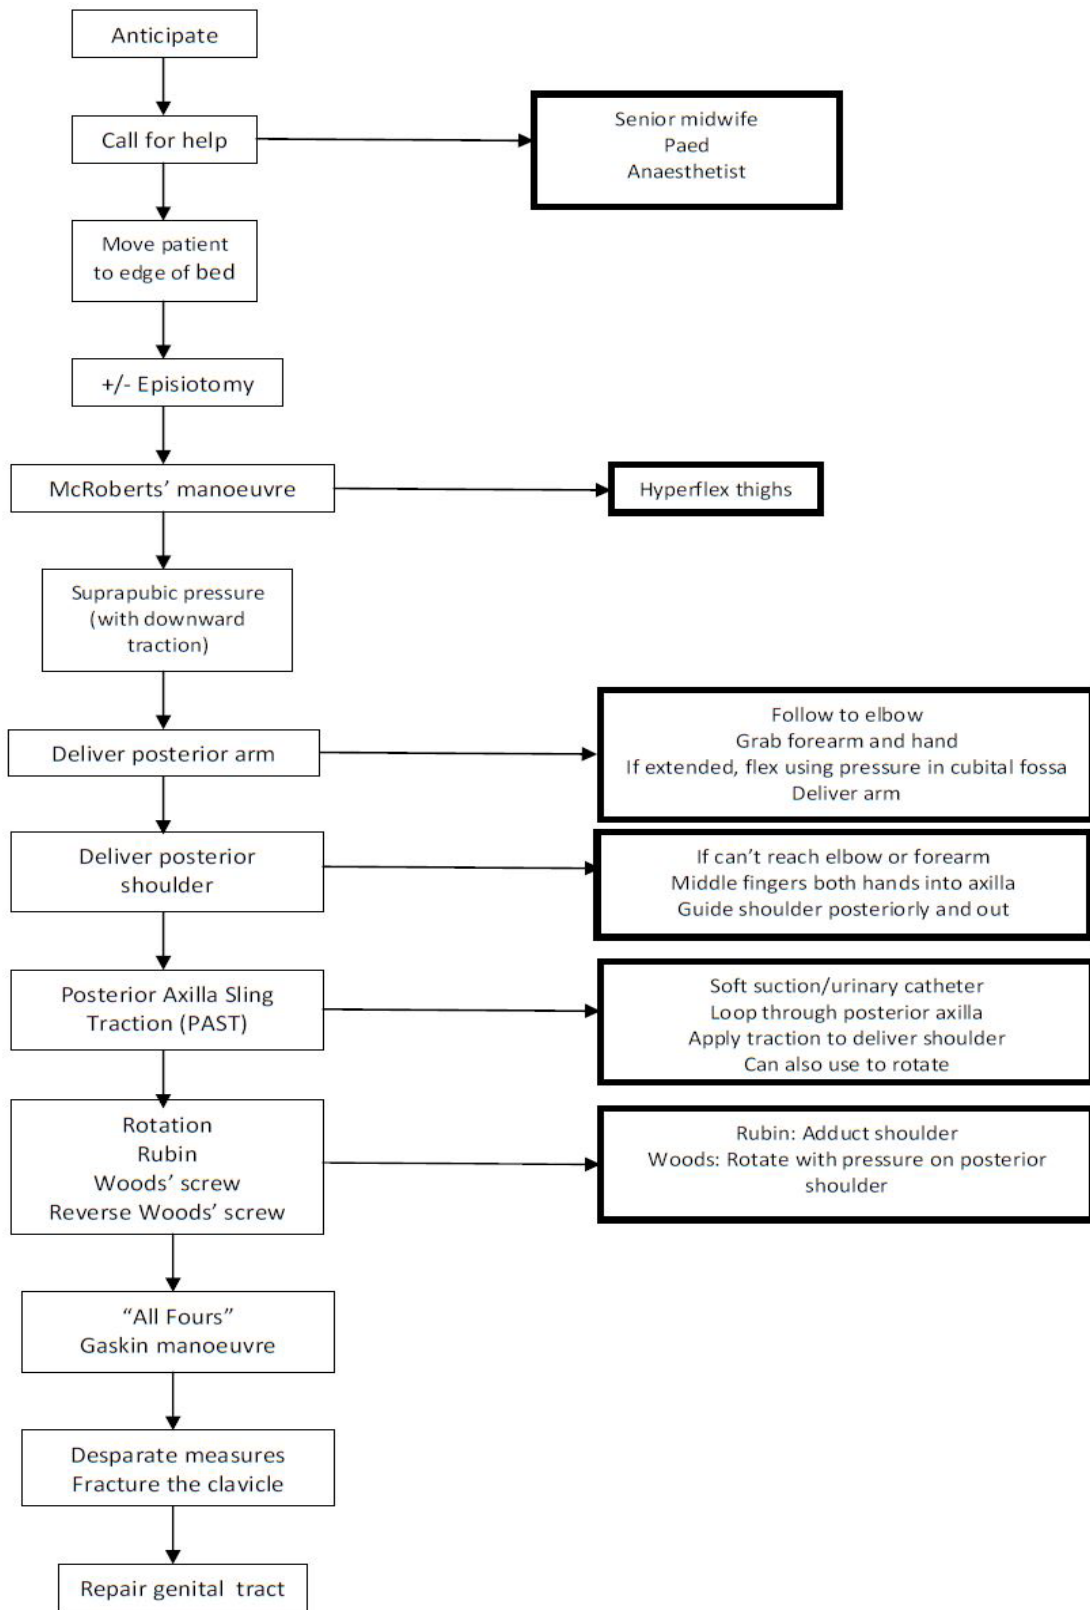 Anticipate
Call for help
Senior midwife
Paed
Anaesthetist
Move patient
to edge of bed
+/- Episiotomy
McRoberts’ manoeuvre
Hyperflex thighs
Suprapubic pressure
(with downward
traction)
Deliver posterior arm
Follow to elbow
Grab forearm and hand
If extended, flex using pressure in cubital fossa
Deliver arm
Deliver posterior
shoulder
If can’t reach elbow or forearm
Middle fingers both hands into axilla
Guide shoulder posteriorly and out
Posterior Axilla Sling
Traction (PAST)
Soft suction/urinary catheter
Loop through posterior axilla
Apply traction to deliver shoulder
Can also use to rotate
Rotation
Rubin
Woods’ screw
Reverse Woods’ screw
Rubin: Adduct shoulder
Woods: Rotate with pressure on posterior
shoulder
“All Fours”
Gaskin manoeuvre
Desparate measures
Fracture the clavicle
Repair genital tract